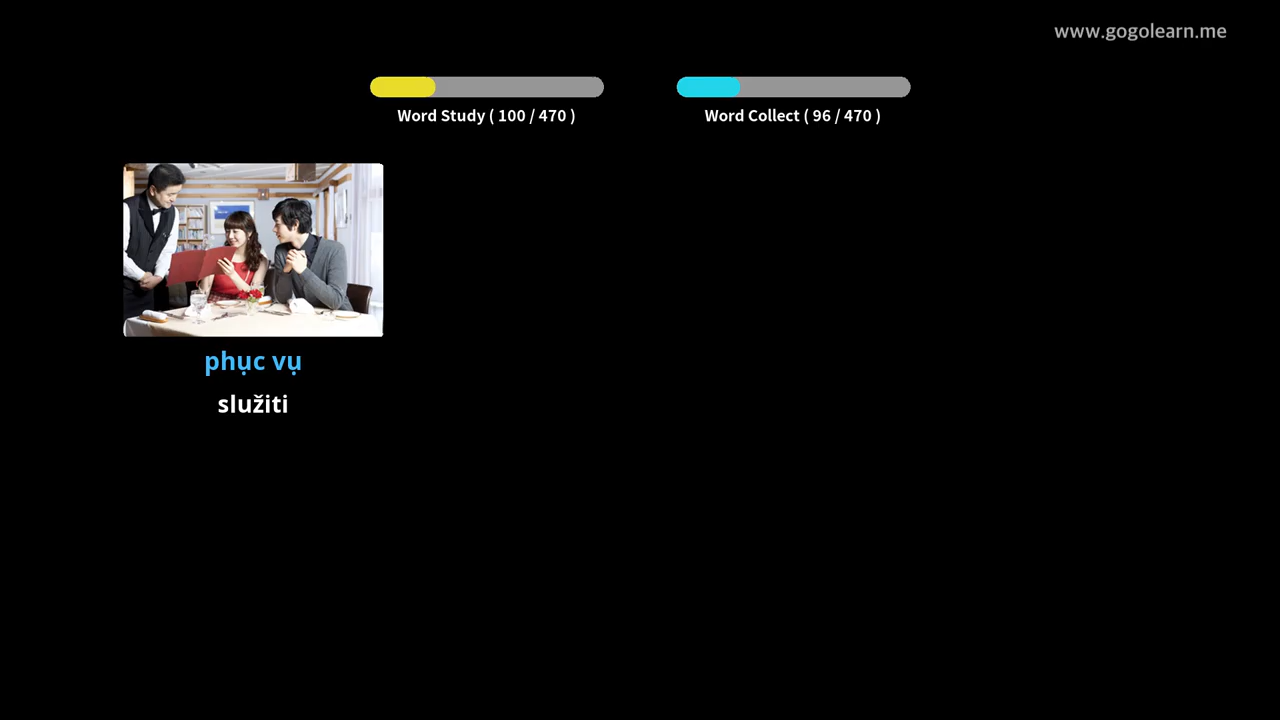 www.gogolearn.me
Word Study ( 100 / 470 )
Word Collect ( 96 / 470 )
phục vụ
služiti